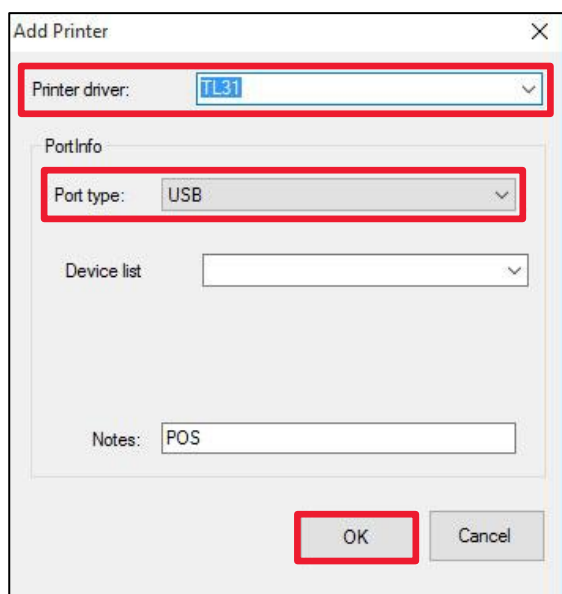 Add Printer
Printer driver: TL31
PortInfo
Port type: USB
Device list
Notes: POS
OK Cancel